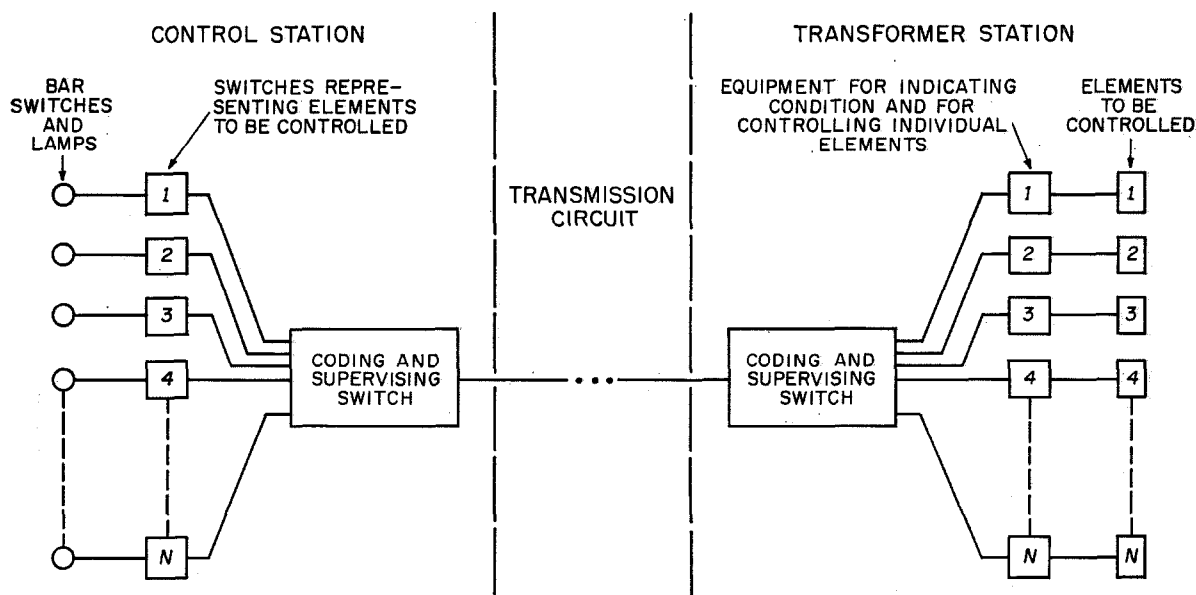 CONTROL STATION
TRANSFORMER STATION
BAR
SWITCHES
AND
LAMPS
SWITCHES REPRE-
SENTING ELEMENTS
TO BE CONTROLLED
EQUIPMENT FOR INDICATING
CONDITION AND FOR
CONTROLLING INDIVIDUAL
ELEMENTS
ELEMENTS
TO BE
CONTROLLED
TRANSMISSION
CIRCUIT
1
2
3
4
N
CODING AND
SUPERVISING
SWITCH
CODING AND
SUPERVISING
SWITCH
1
2
3
4
N
1
2
3
4
N